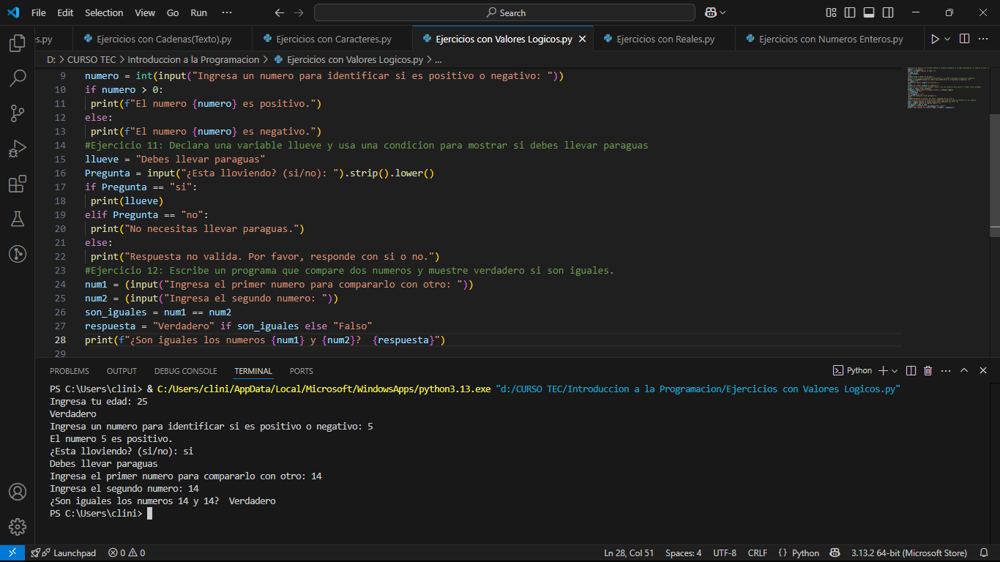 File Edit Selection View Go Run ··· Search
es.py Ejercicios con Cadenas(Texto).py Ejercicios con Caracteres.py Ejercicios con Valores Logicos.py Ejercicios con Reales.py Ejercicios con Numeros Enteros.py
D: > CURSO TEC > Introduccion a la Programacion > Ejercicios con Valores Logicos.py > ...
9 numero = int(input("Ingresa un numero para identificar si es positivo o negativo: "))
10 if numero > 0:
11 print(f"El numero {numero} es positivo.")
12 else:
13 print(f"El numero {numero} es negativo.")
14 #Ejercicio 11: Declara una variable llueve y usa una condicion para mostrar si debes llevar paraguas
15 llueve = "Debes llevar paraguas"
16 Pregunta = input("¿Esta lloviendo? (si/no): ").strip().lower()
17 if Pregunta == "si":
18 print(llueve)
19 elif Pregunta == "no":
20 print("No necesitas llevar paraguas.")
21 else:
22 print("Respuesta no valida. Por favor, responde con si o no.")
23 #Ejercicio 12: Escribe un programa que compare dos numeros y muestre verdadero si son iguales.
24 num1 = (input("Ingresa el primer numero para compararlo con otro: "))
25 num2 = (input("Ingresa el segundo numero: "))
26 son_iguales = num1 == num2
27 respuesta = "Verdadero" if son_iguales else "Falso"
28 print(f"¿Son iguales los numeros {num1} y {num2}?  {respuesta}")
29
PROBLEMS OUTPUT DEBUG CONSOLE TERMINAL PORTS Python
PS C:\Users\clini> & C:/Users/clini/AppData/Local/Microsoft/WindowsApps/python3.13.exe "d:/CURSO TEC/Introduccion a la Programacion/Ejercicios con Valores Logicos.py"
Ingresa tu edad: 25
Verdadero
Ingresa un numero para identificar si es positivo o negativo: 5
El numero 5 es positivo.
¿Esta lloviendo? (si/no): si
Debes llevar paraguas
Ingresa el primer numero para compararlo con otro: 14
Ingresa el segundo numero: 14
¿Son iguales los numeros 14 y 14?  Verdadero
PS C:\Users\clini>
Launchpad 0 0 Ln 28, Col 51 Spaces: 4 UTF-8 CRLF { } Python 3.13.2 64-bit (Microsoft Store)